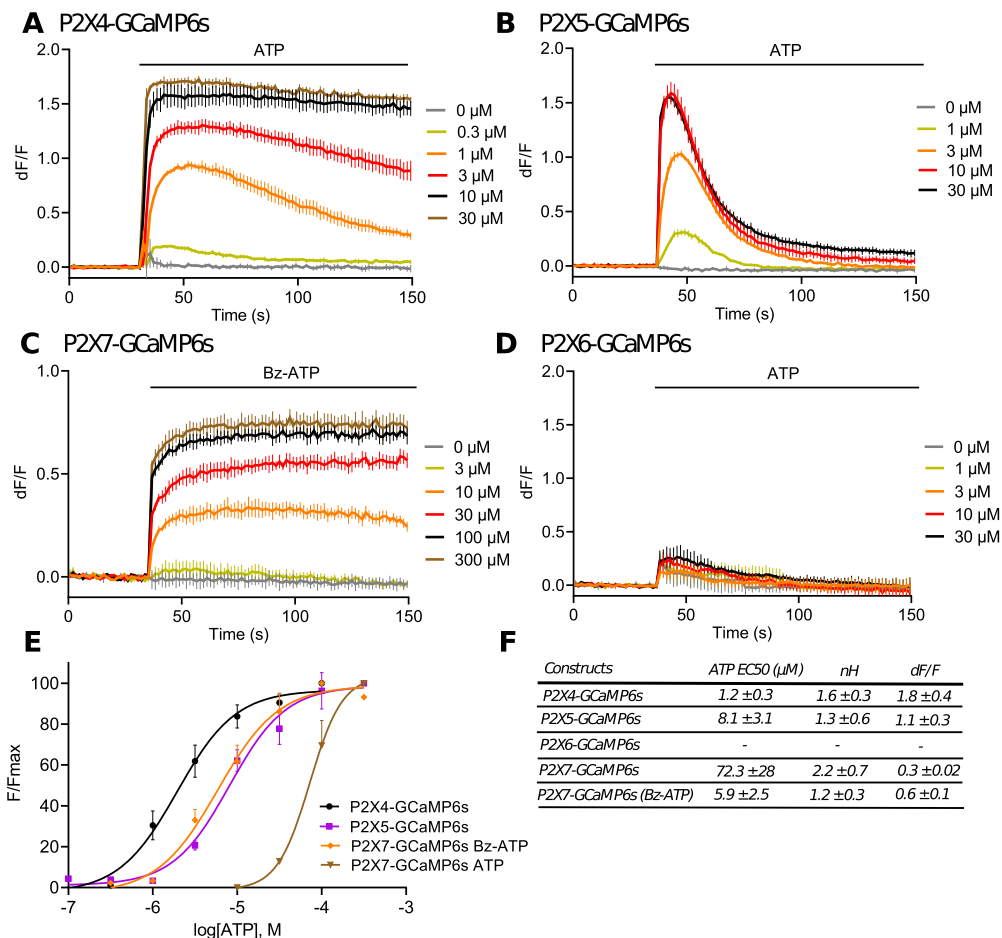 A P2X4-GCaMP6s
ATP
2.0
1.5
1.0
0.5
0.0
dF/F
0 50 100 150
Time (s)
0 µM
0.3 µM
1 µM
3 µM
10 µM
30 µM
B P2X5-GCaMP6s
ATP
2.0
1.5
1.0
0.5
0.0
dF/F
0 50 100 150
Time (s)
0 µM
1 µM
3 µM
10 µM
30 µM
C P2X7-GCaMP6s
Bz-ATP
1.0
0.5
0.0
dF/F
0 50 100 150
Time (s)
0 µM
3 µM
10 µM
30 µM
100 µM
300 µM
D P2X6-GCaMP6s
ATP
2.0
1.5
1.0
0.5
0.0
dF/F
0 50 100 150
Time (s)
0 µM
1 µM
3 µM
10 µM
30 µM
E
100
80
60
40
20
0
F/Fmax
-7 -6 -5 -4 -3
log[ATP], M
P2X4-GCaMP6s
P2X5-GCaMP6s
P2X7-GCaMP6s Bz-ATP
P2X7-GCaMP6s ATP
F
Constructs ATP EC50 (µM) nH dF/F
P2X4-GCaMP6s 1.2 ±0.3 1.6 ±0.3 1.8 ±0.4
P2X5-GCaMP6s 8.1 ±3.1 1.3 ±0.6 1.1 ±0.3
P2X6-GCaMP6s - - -
P2X7-GCaMP6s 72.3 ±28 2.2 ±0.7 0.3 ±0.02
P2X7-GCaMP6s (Bz-ATP) 5.9 ±2.5 1.2 ±0.3 0.6 ±0.1